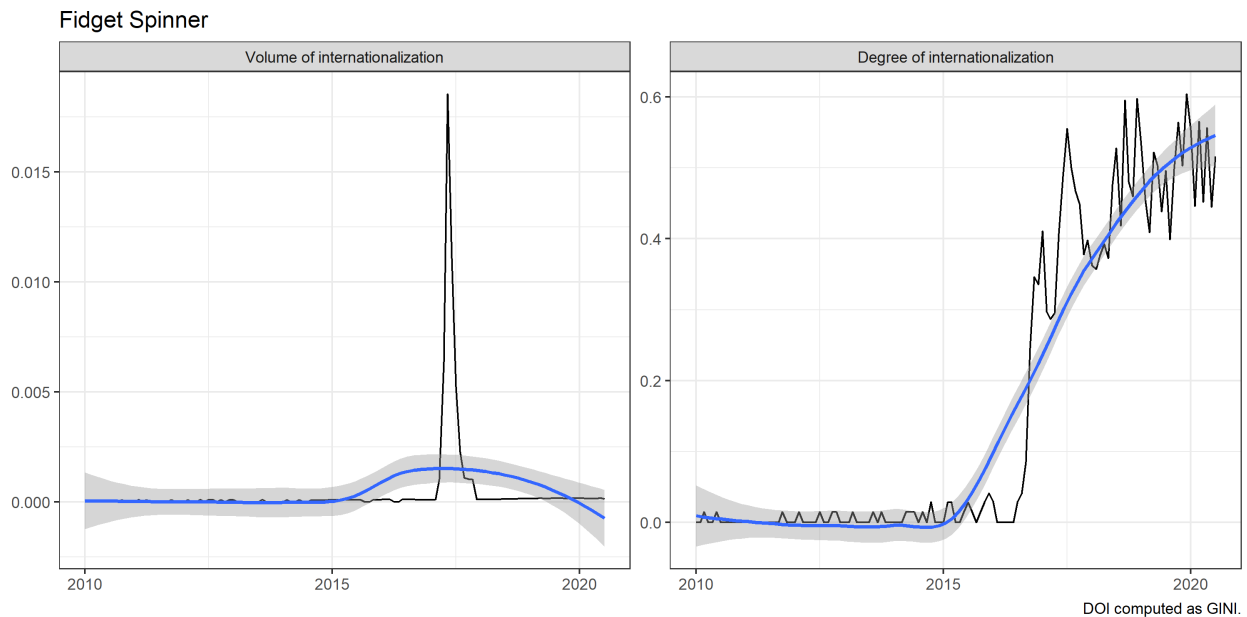 Fidget Spinner
Volume of internationalization
0.015
0.010
0.005
0.000
2010 2015 2020
Degree of internationalization
0.6
0.4
0.2
0.0
2010 2015 2020
DOI computed as GINI.